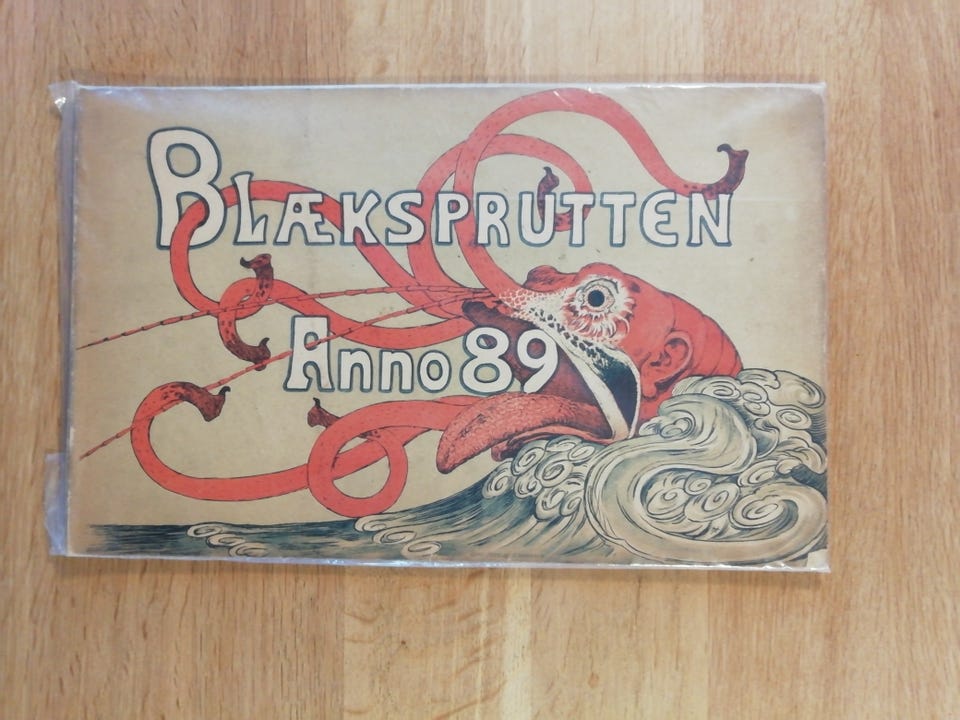 BLÆKSPRUTTEN
Anno 89